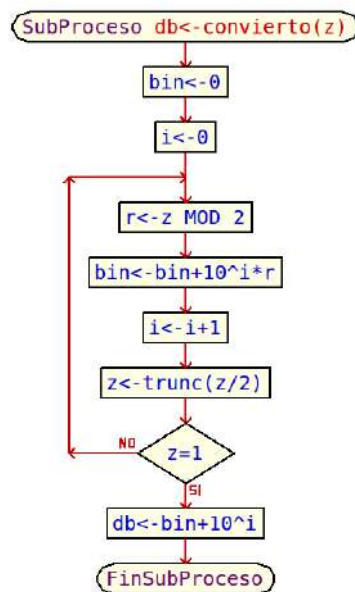 SubProceso db<-convierto(z)
bin<-0
i<-0
r<-z MOD 2
bin<-bin+10^i*r
i<-i+1
z<-trunc(z/2)
NO
z=1
SI
db<-bin+10^i
FinSubProceso